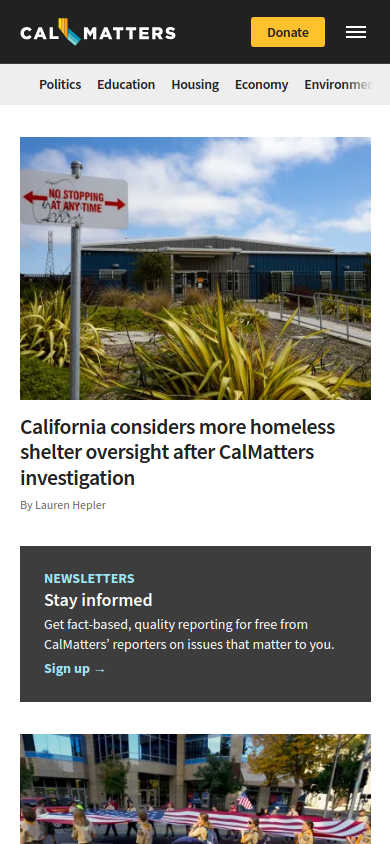 CALMATTERS
Donate
Politics Education Housing Economy
NO STOPPING
AT ANY TIME
California considers more homeless
shelter oversight after CalMatters
investigation
By Lauren Hepler
NEWSLETTERS
Stay informed
Get fact-based, quality reporting for free from
CalMatters’ reporters on issues that matter to you.
Sign up →